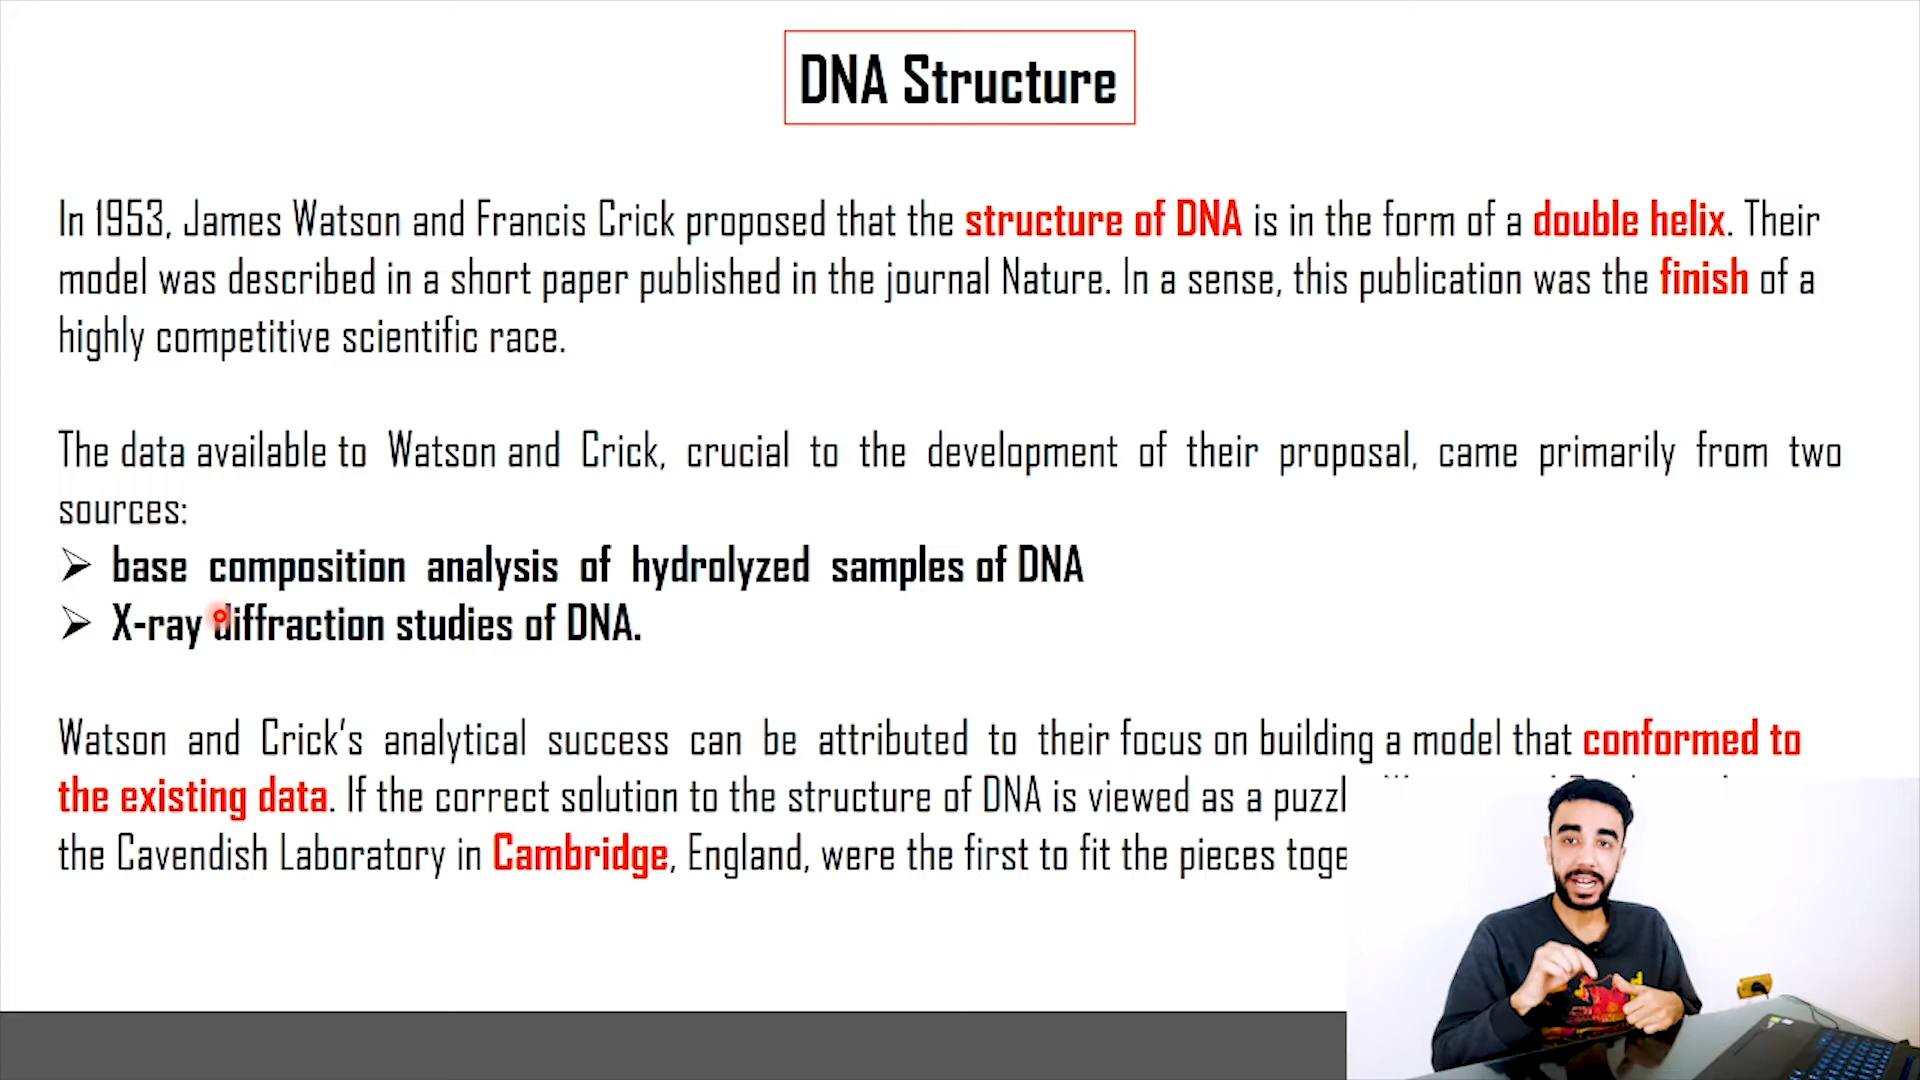 DNA Structure
In 1953, James Watson and Francis Crick proposed that the structure of DNA is in the form of a double helix. Their
model was described in a short paper published in the journal Nature. In a sense, this publication was the finish of a
highly competitive scientific race.
The data available to Watson and Crick, crucial to the development of their proposal, came primarily from two
sources:
➢ base composition analysis of hydrolyzed samples of DNA
➢ X-ray diffraction studies of DNA.
Watson and Crick's analytical success can be attributed to their focus on building a model that conformed to
the existing data. If the correct solution to the structure of DNA is viewed as a
the Cavendish Laboratory in Cambridge, England, were the first to fit the pieces